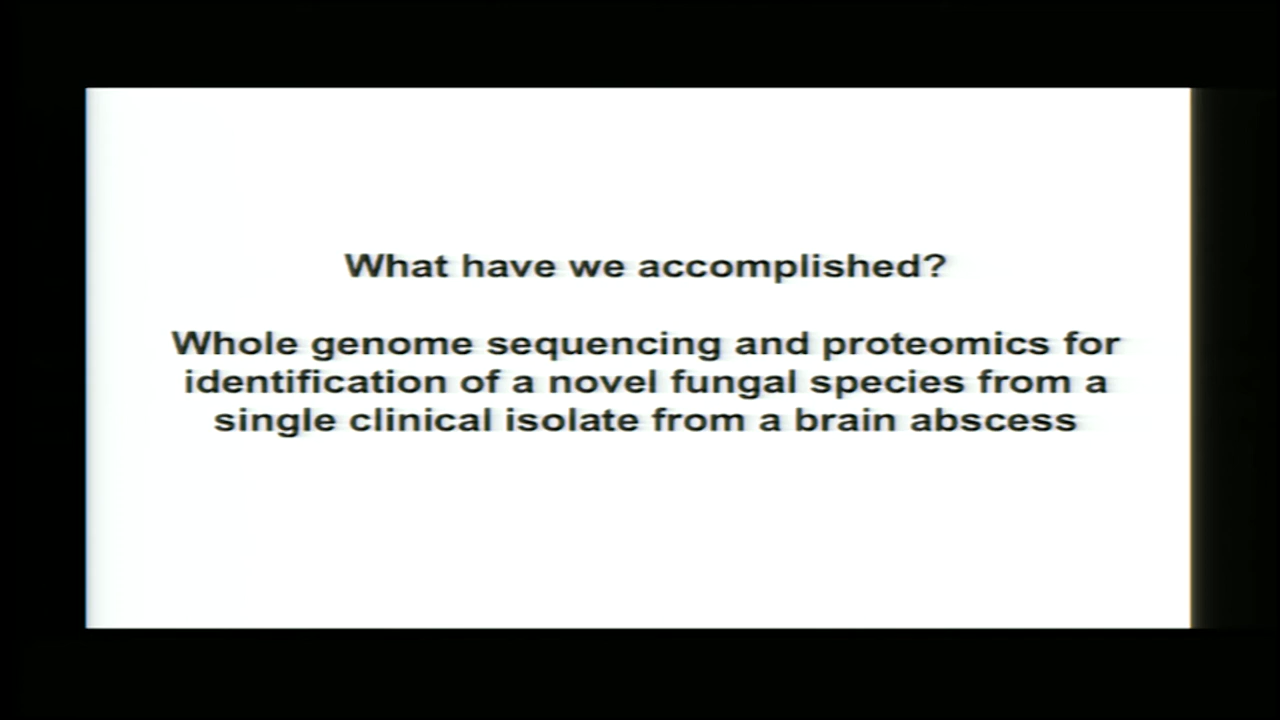 What have we accomplished?
Whole genome sequencing and proteomics for
identification of a novel fungal species from a
single clinical isolate from a brain abscess